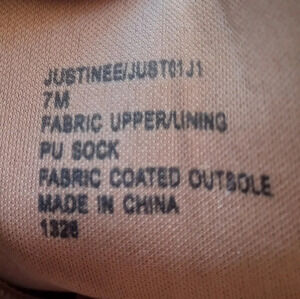 JUSTINEE/JUST01J1
7M
FABRIC UPPER/LINING
PU SOCK
FABRIC COATED OUTSOLE
MADE IN CHINA
1326